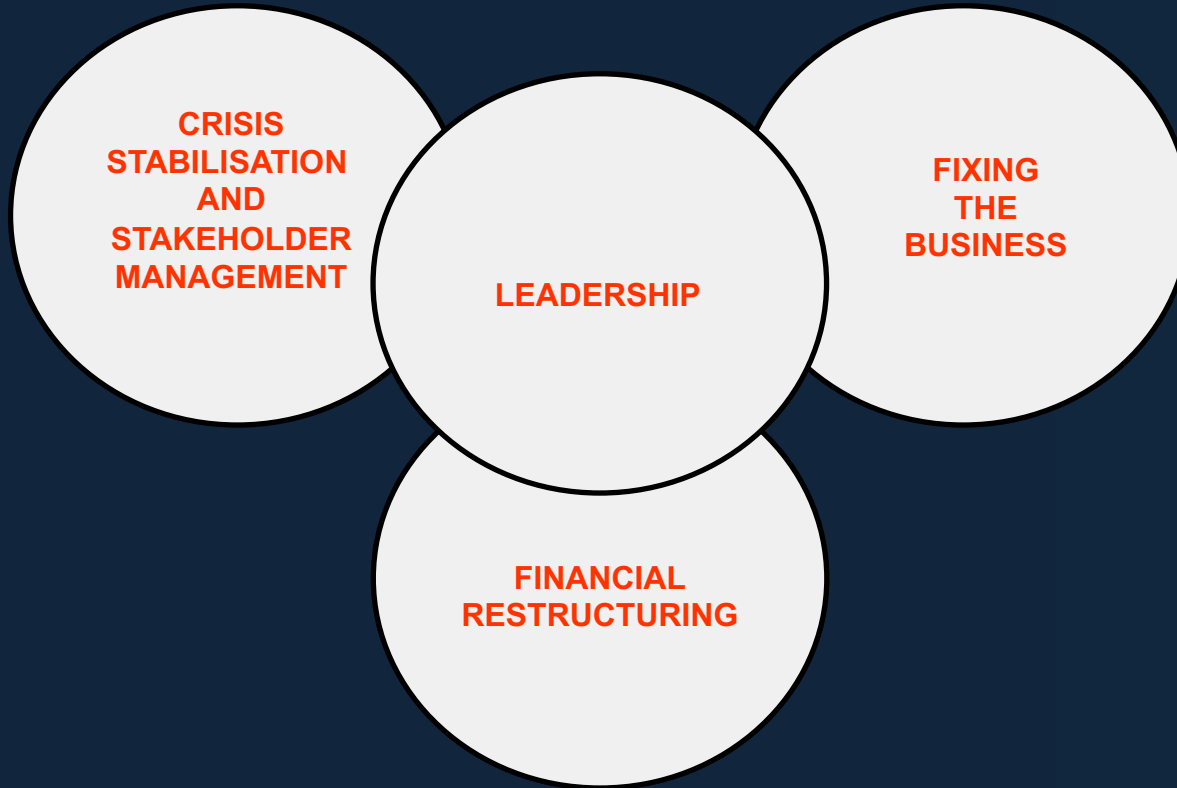 CRISIS
STABILISATION
AND
STAKEHOLDER
MANAGEMENT
LEADERSHIP
FIXING
THE
BUSINESS
FINANCIAL
RESTRUCTURING